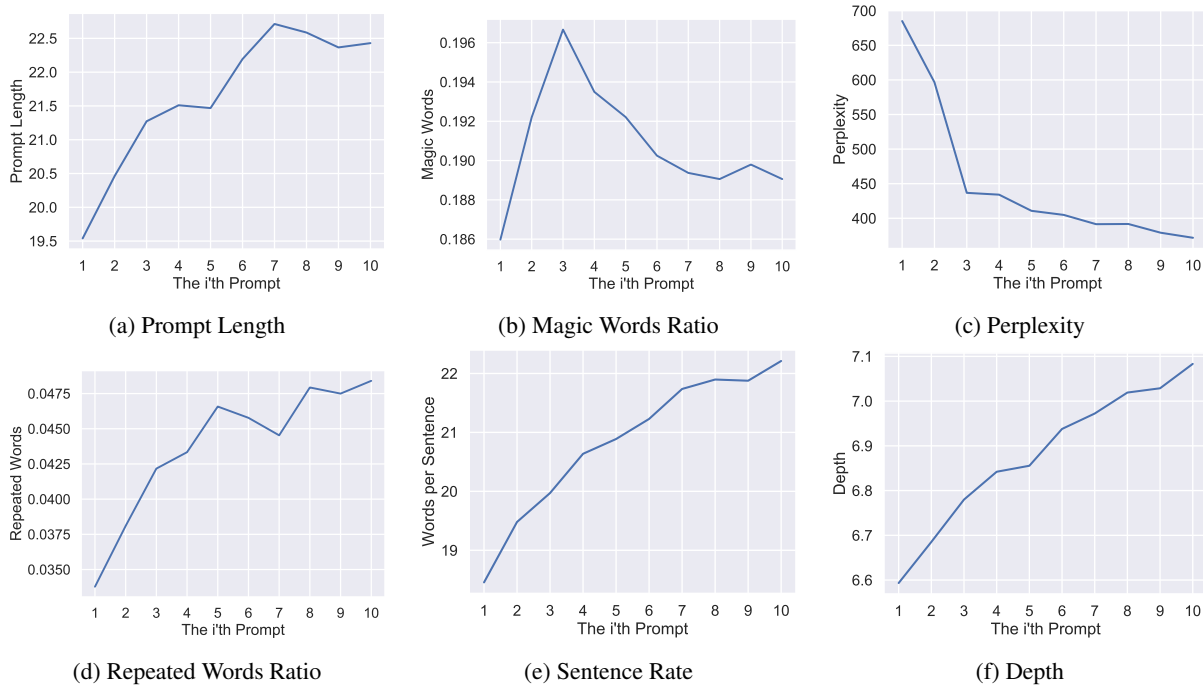 22.5
22.0
21.5
21.0
20.5
20.0
19.5
Prompt Length
1 2 3 4 5 6 7 8 9 10
The i'th Prompt
(a) Prompt Length
0.196
0.194
0.192
0.190
0.188
0.186
Magic Words
1 2 3 4 5 6 7 8 9 10
The i'th Prompt
(b) Magic Words Ratio
700
650
600
550
500
450
400
Perplexity
1 2 3 4 5 6 7 8 9 10
The i'th Prompt
(c) Perplexity
0.0475
0.0450
0.0425
0.0400
0.0375
0.0350
Repeated Words
1 2 3 4 5 6 7 8 9 10
The i'th Prompt
(d) Repeated Words Ratio
22
21
20
19
Words per Sentence
1 2 3 4 5 6 7 8 9 10
The i'th Prompt
(e) Sentence Rate
7.1
7.0
6.9
6.8
6.7
6.6
Depth
1 2 3 4 5 6 7 8 9 10
The i'th Prompt
(f) Depth